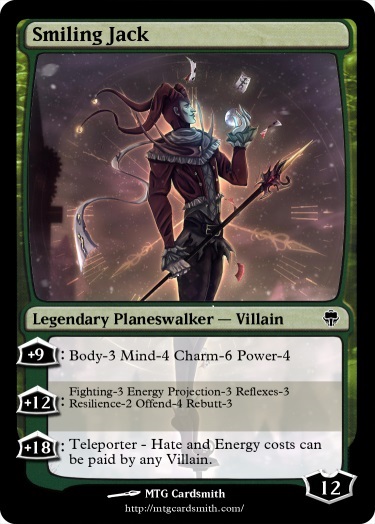 Smiling Jack
Legendary Planeswalker — Villain
+9 : Body-3 Mind-4 Charm-6 Power-4
+12 : Fighting-3 Energy Projection-3 Reflexes-3
Resilience-2 Offend-4 Rebutt-3
+18 : Teleporter - Hate and Energy costs can
be paid by any Villain.
12
MTG Cardsmith
http://mtgcardsmith.com/